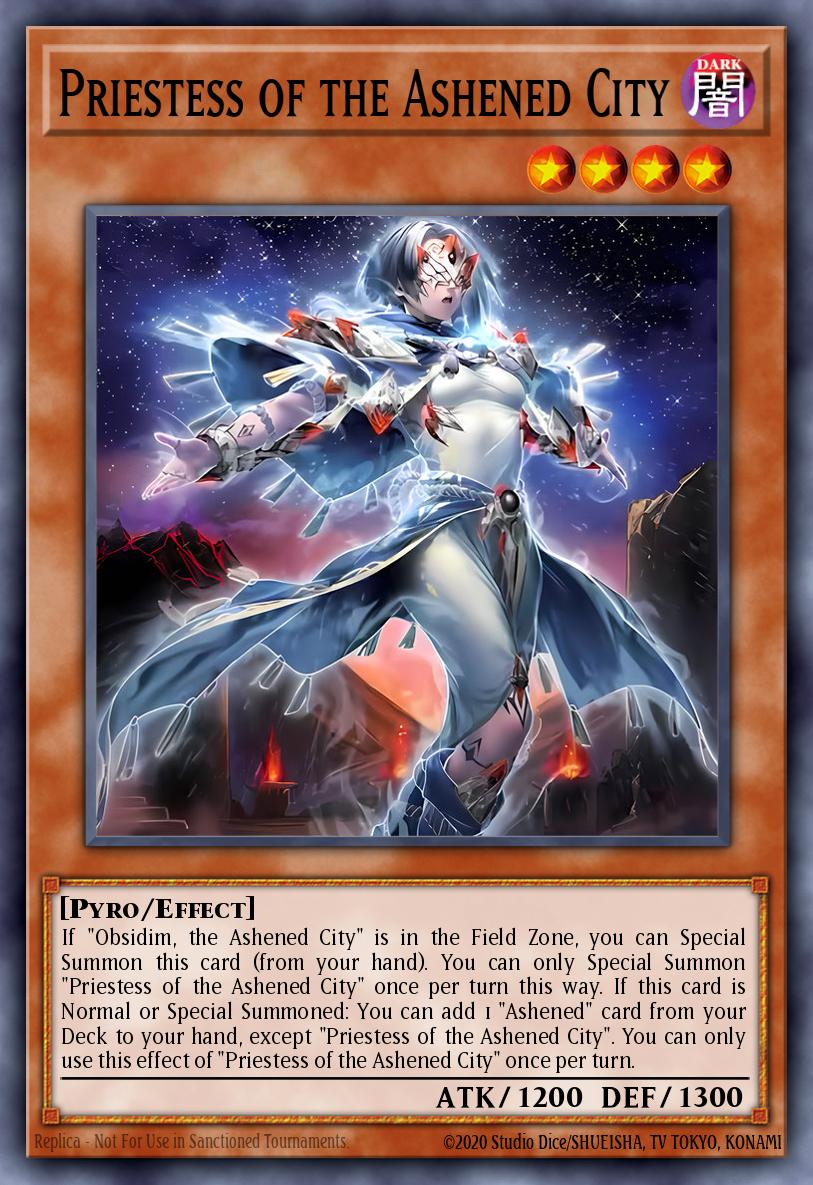 Priestess of the Ashened City
DARK
闇
[Pyro/Effect]
If "Obsidim, the Ashened City" is in the Field Zone, you can Special
Summon this card (from your hand). You can only Special Summon
"Priestess of the Ashened City" once per turn this way. If this card is
Normal or Special Summoned: You can add 1 "Ashened" card from your
Deck to your hand, except "Priestess of the Ashened City". You can only
use this effect of "Priestess of the Ashened City" once per turn.
ATK/1200 DEF/1300
Replica - Not For Use in Sanctioned Tournaments.
©2020 Studio Dice/SHUEISHA, TV TOKYO, KONAMI